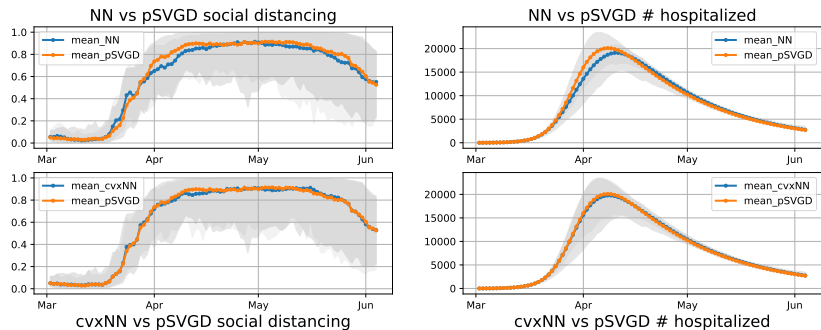 NN vs pSVGD social distancing
1.0
0.8
0.6
0.4
0.2
0.0
mean_NN
mean_pSVGD
Mar Apr May Jun
NN vs pSVGD # hospitalized
20000
15000
10000
5000
0
mean_NN
mean_pSVGD
Mar Apr May Jun
1.0
0.8
0.6
0.4
0.2
0.0
mean_cvxNN
mean_pSVGD
Mar Apr May Jun
cvxNN vs pSVGD social distancing
20000
15000
10000
5000
0
mean_cvxNN
mean_pSVGD
Mar Apr May Jun
cvxNN vs pSVGD # hospitalized